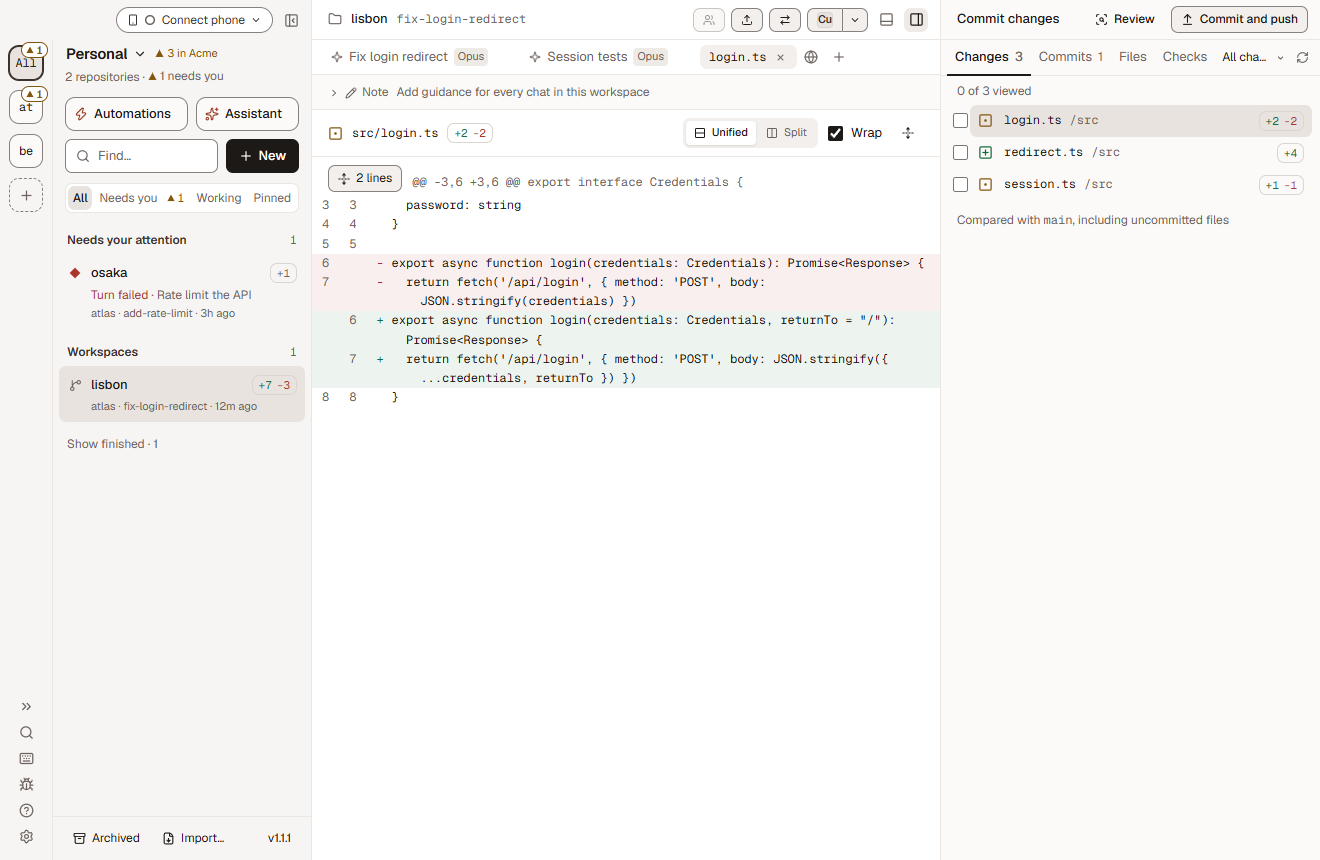 Connect phone
lisbon fix-login-redirect
Cu
Commit changes
Review
Commit and push
1
All
Personal 3 in Acme
2 repositories · 1 needs you
1
at
be
Automations
Assistant
Find...
New
All Needs you 1 Working Pinned
Needs your attention 1
osaka +1
Turn failed · Rate limit the API
atlas · add-rate-limit · 3h ago
Workspaces 1
lisbon +7 -3
atlas · fix-login-redirect · 12m ago
Show finished · 1
Archived Import... v1.1.1
Fix login redirect Opus Session tests Opus login.ts
Note Add guidance for every chat in this workspace
src/login.ts +2 -2 Unified Split Wrap
2 lines @@ -3,6 +3,6 @@ export interface Credentials {
3 3 password: string
4 4 }
5 5
6 - export async function login(credentials: Credentials): Promise<Response> {
7 - return fetch('/api/login', { method: 'POST', body:
JSON.stringify(credentials) })
6 + export async function login(credentials: Credentials, returnTo = "/"):
Promise<Response> {
7 + return fetch('/api/login', { method: 'POST', body: JSON.stringify({
...credentials, returnTo }) })
8 8 }
Changes 3 Commits 1 Files Checks All cha...
0 of 3 viewed
login.ts /src +2 -2
redirect.ts /src +4
session.ts /src +1 -1
Compared with main, including uncommitted files